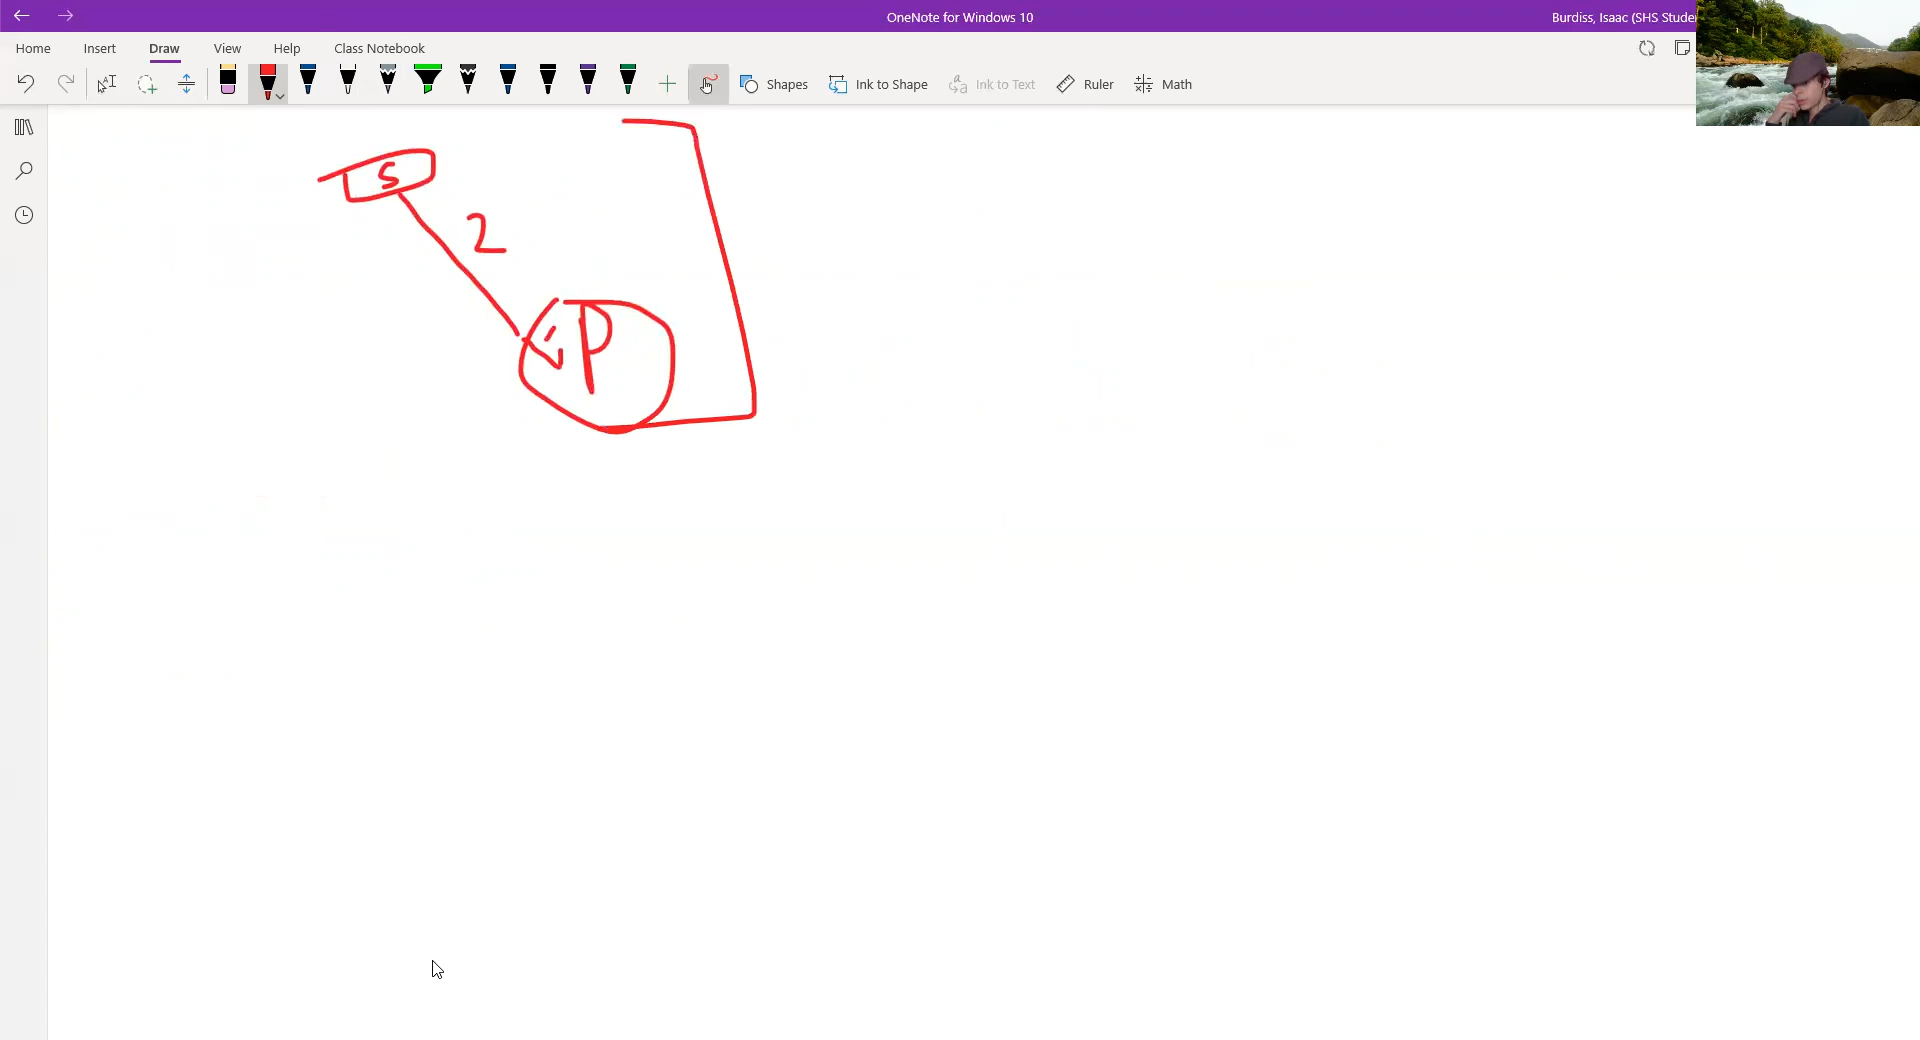 OneNote for Windows 10
Burdiss, Isaac (SHS Stude
Home Insert Draw View Help Class Notebook
Shapes Ink to Shape Ink to Text Ruler Math
S
2
P